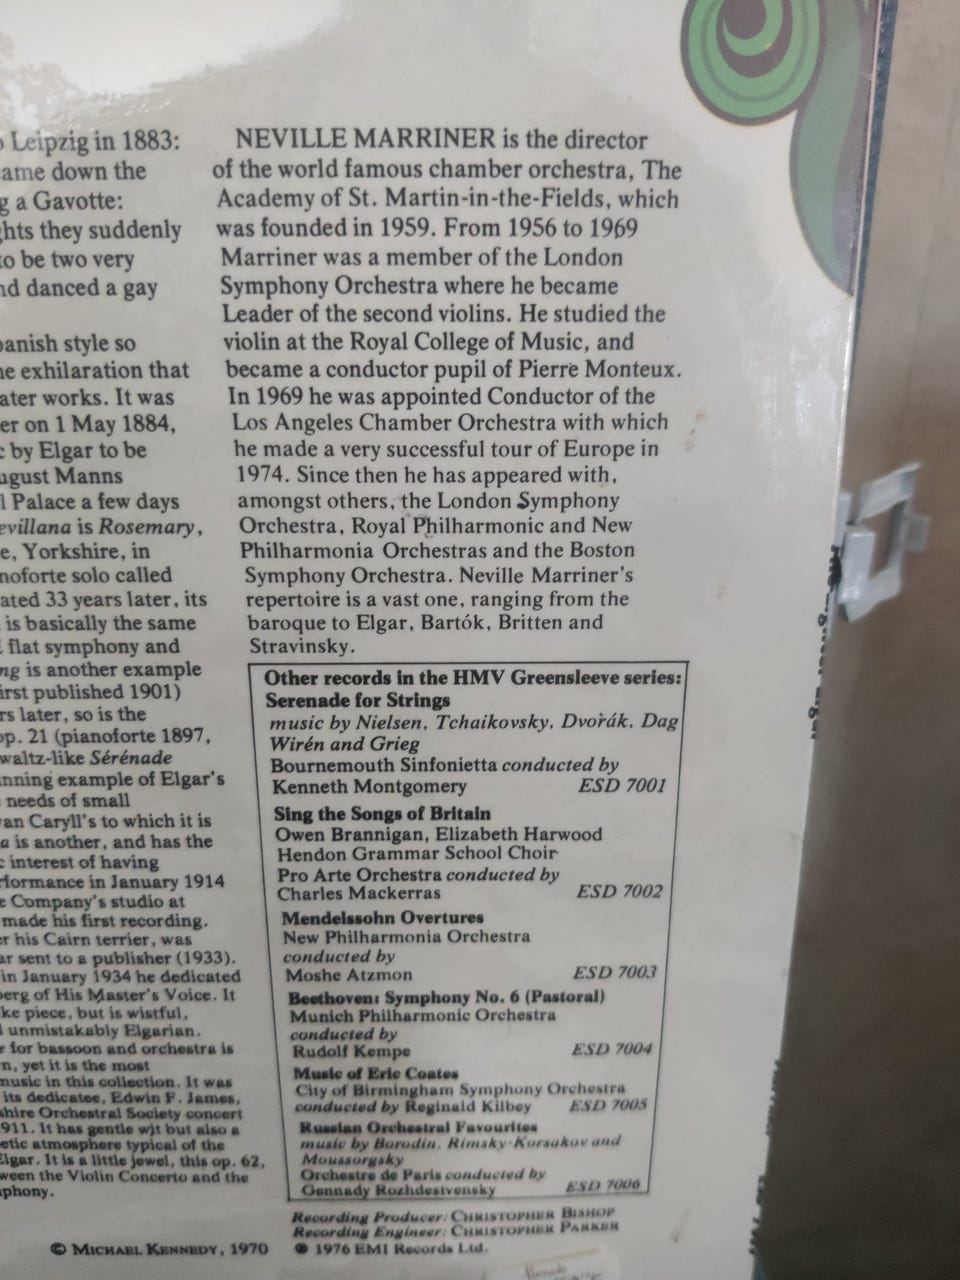 Leipzig in 1883:
ame down the
g a Gavotte:
ghts they suddenly
to be two very
nd danced a gay
panish style so
ne exhilaration that
ater works. It was
er on 1 May 1884,
c by Elgar to be
ugust Manns
l Palace a few days
evillana is Rosemary,
e, Yorkshire, in
noforte solo called
ated 33 years later, its
is basically the same
flat symphony and
ng is another example
irst published 1901)
rs later, so is the
op. 21 (pianoforte 1897,
waltz-like Sérénade
nning example of Elgar's
needs of small
van Caryll's to which it is
a is another, and has the
c interest of having
rformance in January 1914
e Company's studio at
made his first recording.
er his Cairn terrier, was
ar sent to a publisher (1933).
in January 1934 he dedicated
berg of His Master's Voice. It
ke piece, but is wistful,
unmistakably Elgarian.
e for bassoon and orchestra is
n, yet it is the most
music in this collection. It was
its dedicatee, Edwin F. James,
shire Orchestral Society concert
911. It has gentle wit but also a
etic atmosphere typical of the
Elgar. It is a little jewel, this op. 62,
ween the Violin Concerto and the
mphony.
© MICHAEL KENNEDY, 1970
NEVILLE MARRINER is the director
of the world famous chamber orchestra, The
Academy of St. Martin-in-the-Fields, which
was founded in 1959. From 1956 to 1969
Marriner was a member of the London
Symphony Orchestra where he became
Leader of the second violins. He studied the
violin at the Royal College of Music, and
became a conductor pupil of Pierre Monteux.
In 1969 he was appointed Conductor of the
Los Angeles Chamber Orchestra with which
he made a very successful tour of Europe in
1974. Since then he has appeared with,
amongst others, the London Symphony
Orchestra, Royal Philharmonic and New
Philharmonia Orchestras and the Boston
Symphony Orchestra. Neville Marriner's
repertoire is a vast one, ranging from the
baroque to Elgar, Bartók, Britten and
Stravinsky.
Other records in the HMV Greensleeve series:
Serenade for Strings
music by Nielsen, Tchaikovsky, Dvořák, Dag
Wirén and Grieg
Bournemouth Sinfonietta conducted by
Kenneth Montgomery ESD 7001
Sing the Songs of Britain
Owen Brannigan, Elizabeth Harwood
Hendon Grammar School Choir
Pro Arte Orchestra conducted by
Charles Mackerras ESD 7002
Mendelssohn Overtures
New Philharmonia Orchestra
conducted by
Moshe Atzmon ESD 7003
Beethoven: Symphony No. 6 (Pastoral)
Munich Philharmonic Orchestra
conducted by
Rudolf Kempe ESD 7004
Music of Eric Coates
City of Birmingham Symphony Orchestra
conducted by Reginald Kilbey ESD 7005
Russian Orchestral Favourites
music by Borodin, Rimsky-Korsakov and
Moussorgsky
Orchestre de Paris conducted by
Gennady Rozhdestvensky ESD 7006
Recording Producer: CHRISTOPHER BISHOP
Recording Engineer: CHRISTOPHER PARKER
℗ 1976 EMI Records Ltd.